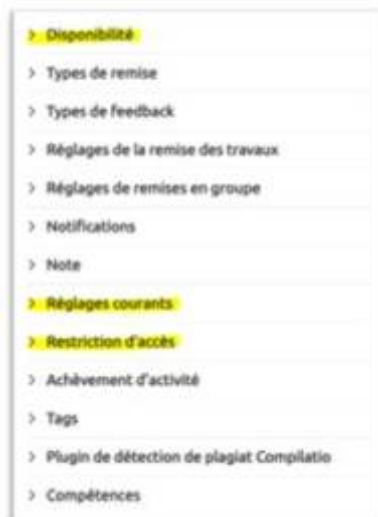 > Disponibilité
> Types de remise
> Types de feedback
> Réglages de la remise des travaux
> Réglages de remises en groupe
> Notifications
> Note
> Réglages courants
> Restriction d'accès
> Achèvement d'activité
> Tags
> Plugin de détection de plagiat Compilatio
> Compétences